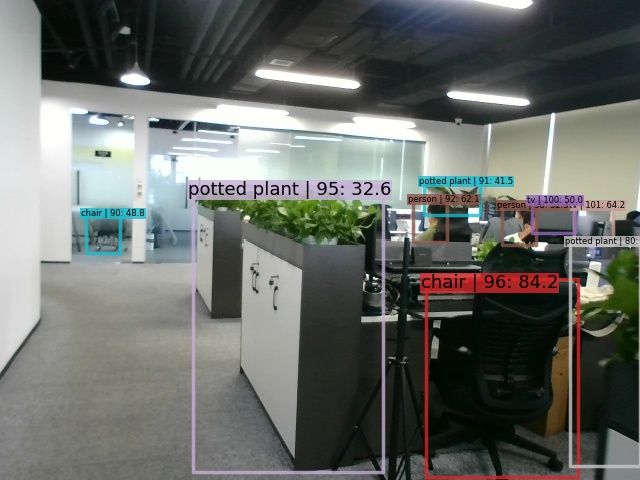 potted plant | 91: 41.5
potted plant | 95: 32.6
person | 92: 62.1
person
tv | 100: 50.0
101: 64.2
chair | 90: 48.8
potted plant | 80:
chair | 96: 84.2